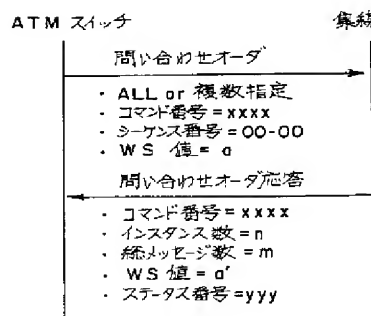 ATM スイッチ 集線
問い合わせオーダ
・ ALL or 複数指定
・ コマンド番号 = xxxx
・ シーケンス番号 = 00-00
・ WS 値 = a
問い合わせオーダ応答
・ コマンド番号 = xxxx
・ インスタンス数 = n
・ 総メッセージ数 = m
・ WS 値 = a'
・ ステータス番号 = yyy